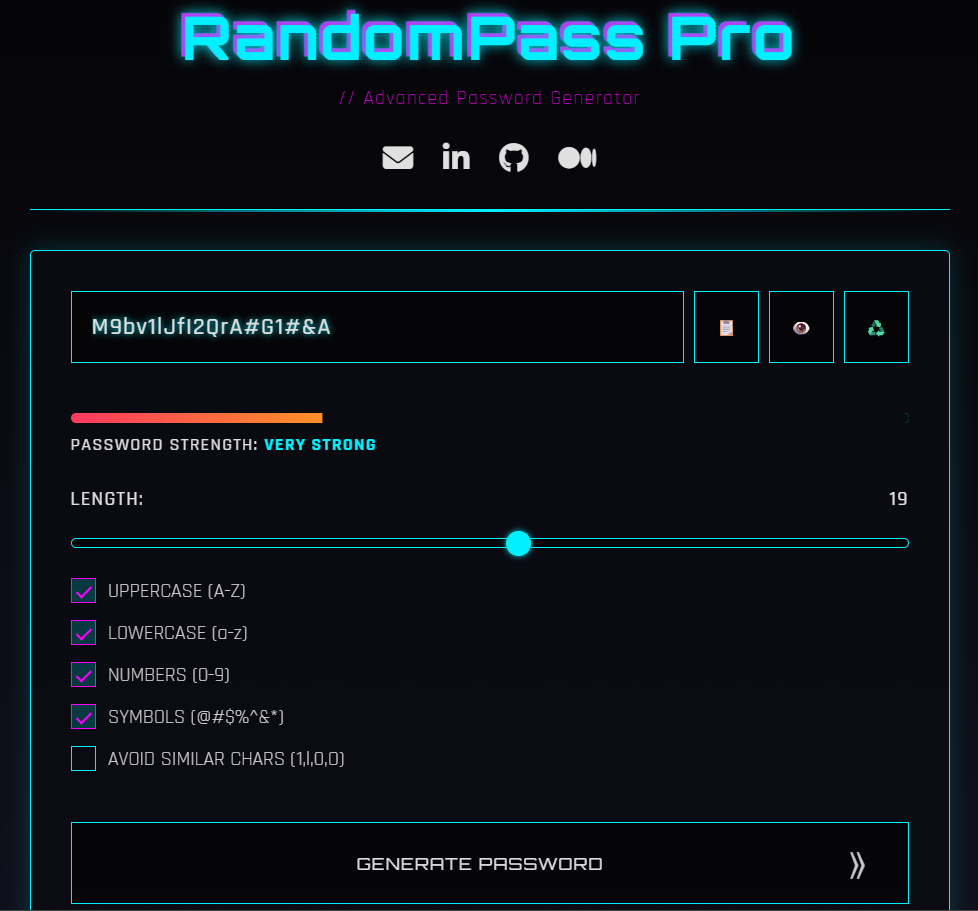 RandomPass Pro
// Advanced Password Generator
M9bv1lJfI2QrA#G1#&A
PASSWORD STRENGTH: VERY STRONG
LENGTH: 19
UPPERCASE (A-Z)
LOWERCASE (a-z)
NUMBERS (0-9)
SYMBOLS (@#$%^&*)
AVOID SIMILAR CHARS (1,l,0,O)
GENERATE PASSWORD